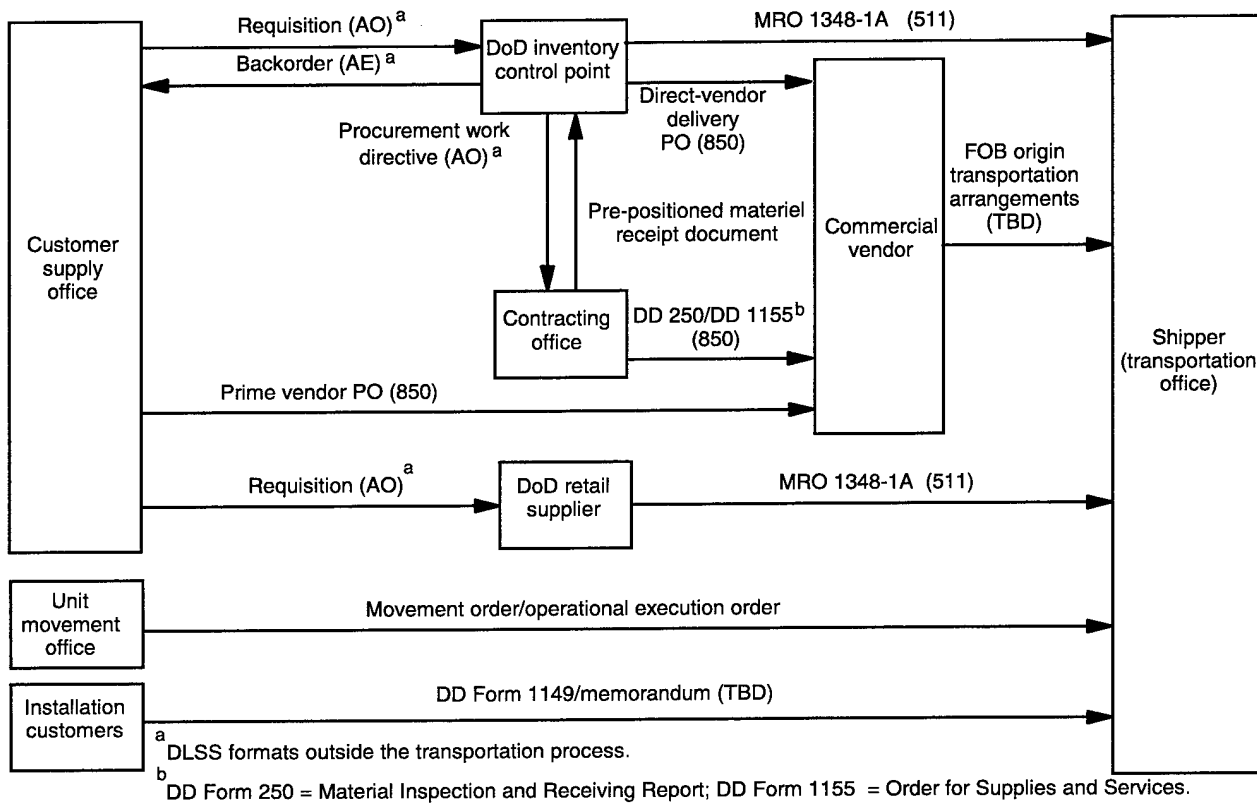 Requisition (AO) a
MRO 1348-1A (511)
DoD inventory
control point
Backorder (AE) a
Direct-vendor
delivery
PO (850)
Procurement work
directive (AO) a
FOB origin
transportation
arrangements
(TBD)
Pre-positioned materiel
receipt document
Commercial
vendor
Customer
supply
office
Contracting
office
DD 250/DD 1155b
(850)
Shipper
(transportation
office)
Prime vendor PO (850)
Requisition (AO) a
DoD retail
supplier
MRO 1348-1A (511)
Unit
movement
office
Movement order/operational execution order
Installation
customers
DD Form 1149/memorandum (TBD)
a DLSS formats outside the transportation process.
b DD Form 250 = Material Inspection and Receiving Report; DD Form 1155 = Order for Supplies and Services.